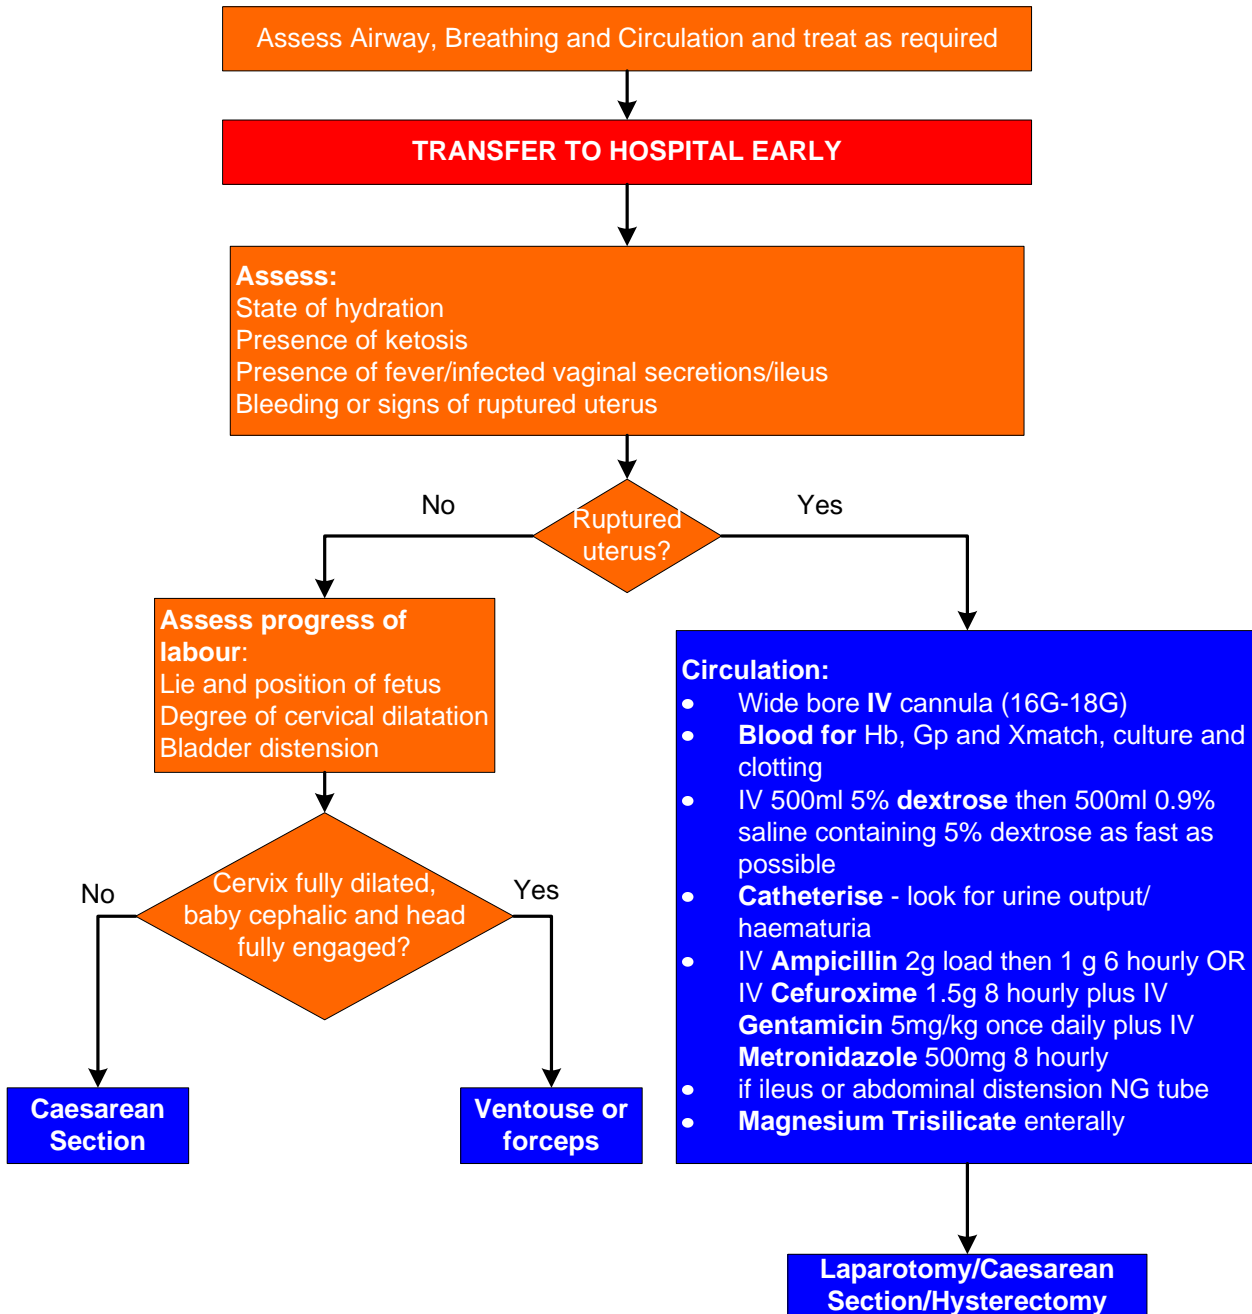 Assess Airway, Breathing and Circulation and treat as required
TRANSFER TO HOSPITAL EARLY
Assess:
State of hydration
Presence of ketosis
Presence of fever/infected vaginal secretions/ileus
Bleeding or signs of ruptured uterus
Ruptured
uterus?
No
Yes
Assess progress of
labour:
Lie and position of fetus
Degree of cervical dilatation
Bladder distension
Cervix fully dilated,
baby cephalic and head
fully engaged?
No
Yes
Caesarean
Section
Ventouse or
forceps
Circulation:
• Wide bore IV cannula (16G-18G)
• Blood for Hb, Gp and Xmatch, culture and
clotting
• IV 500ml 5% dextrose then 500ml 0.9%
saline containing 5% dextrose as fast as
possible
• Catheterise - look for urine output/
haematuria
• IV Ampicillin 2g load then 1 g 6 hourly OR
IV Cefuroxime 1.5g 8 hourly plus IV
Gentamicin 5mg/kg once daily plus IV
Metronidazole 500mg 8 hourly
• if ileus or abdominal distension NG tube
• Magnesium Trisilicate enterally
Laparotomy/Caesarean
Section/Hysterectomy